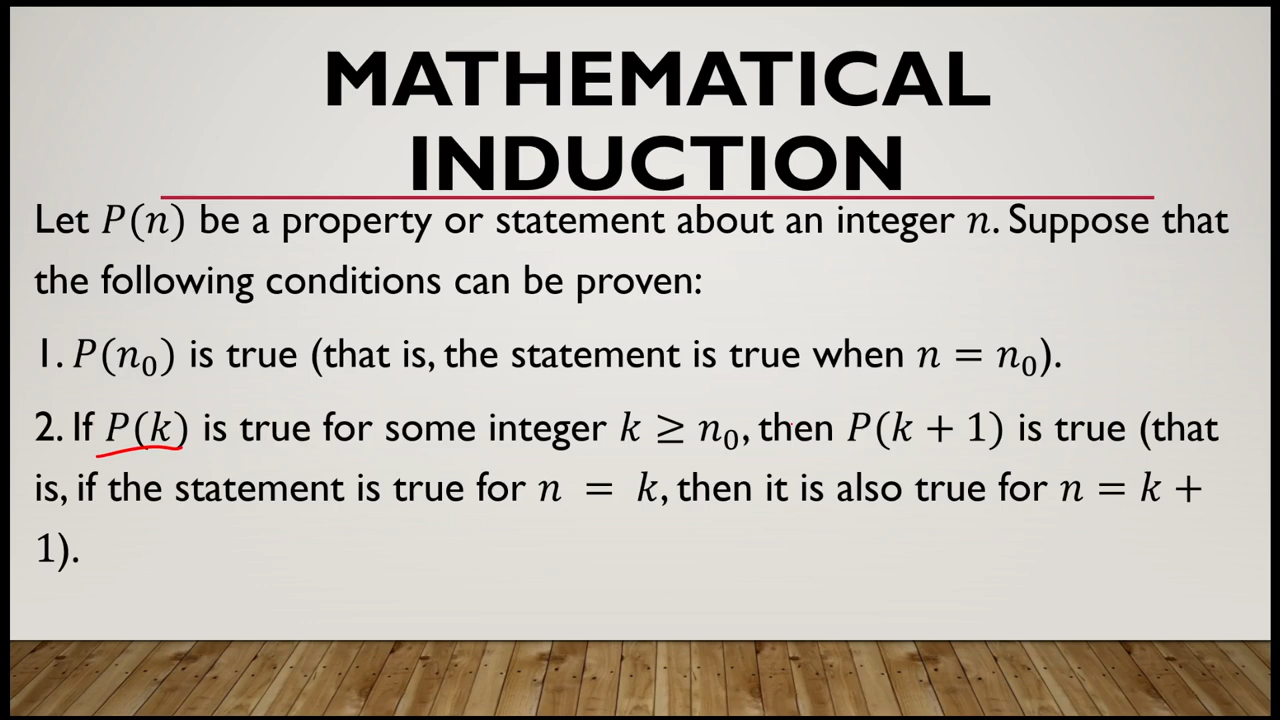 MATHEMATICAL
INDUCTION
Let P(n) be a property or statement about an integer n. Suppose that
the following conditions can be proven:
1. P(n₀) is true (that is, the statement is true when n = n₀).
2. If P(k) is true for some integer k ≥ n₀, then P(k + 1) is true (that
is, if the statement is true for n = k, then it is also true for n = k +
1).